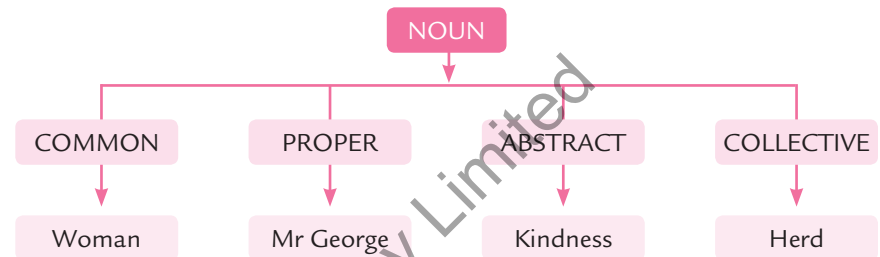 NOUN
COMMON PROPER ABSTRACT COLLECTIVE
Woman Mr George Kindness Herd
y Limited